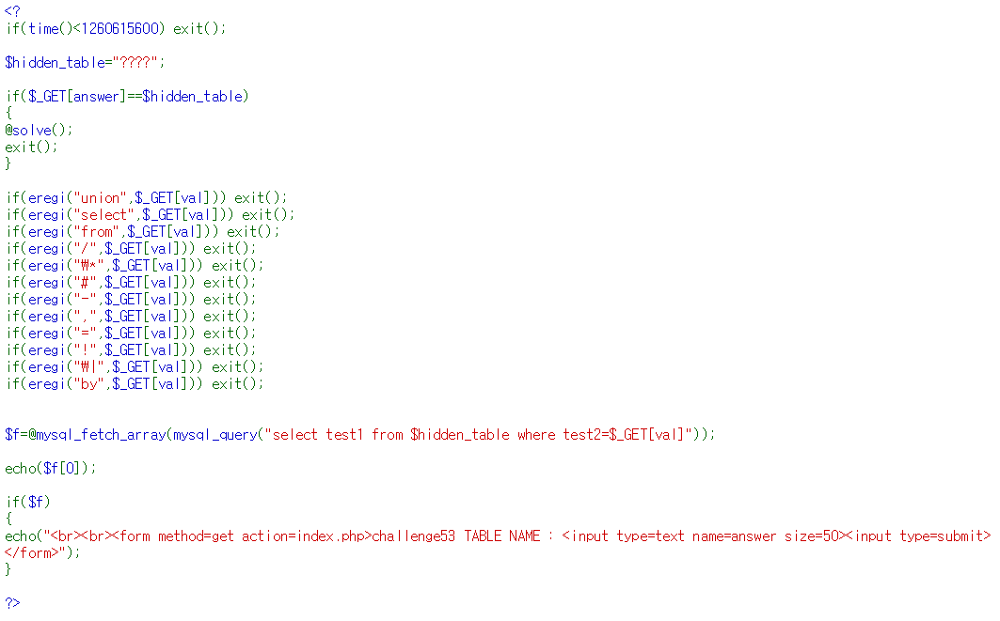 <?
if(time()<1260615600) exit();
$hidden_table="????";
if($_GET[answer]==$hidden_table)
{
@solve();
exit();
}
if(eregi("union",$_GET[val])) exit();
if(eregi("select",$_GET[val])) exit();
if(eregi("from",$_GET[val])) exit();
if(eregi("/",$_GET[val])) exit();
if(eregi("₩*",$_GET[val])) exit();
if(eregi("#",$_GET[val])) exit();
if(eregi("-",$_GET[val])) exit();
if(eregi(",",$_GET[val])) exit();
if(eregi("=",$_GET[val])) exit();
if(eregi("!",$_GET[val])) exit();
if(eregi("₩|",$_GET[val])) exit();
if(eregi("by",$_GET[val])) exit();
$f=@mysql_fetch_array(mysql_query("select test1 from $hidden_table where test2=$_GET[val]"));
echo($f[0]);
if($f)
{
echo("<br><br><form method=get action=index.php>challenge53 TABLE NAME : <input type=text name=answer size=50><input type=submit>
</form>");
}
?>